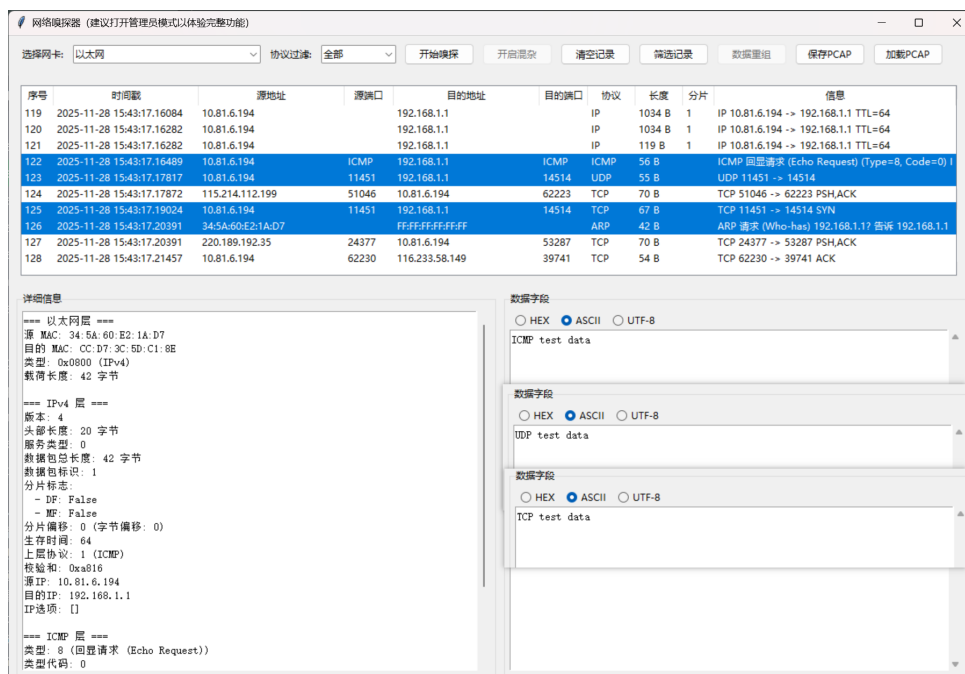 网络嗅探器（建议打开管理员模式以体验完整功能）
选择网卡: 以太网 协议过滤: 全部 开始嗅探 开启混杂 清空记录 筛选记录 数据重组 保存PCAP 加载PCAP
序号 时间戳 源地址 源端口 目的地址 目的端口 协议 长度 分片 信息
119 2025-11-28 15:43:17.16084 10.81.6.194 192.168.1.1 IP 1034 B 1 IP 10.81.6.194 -> 192.168.1.1 TTL=64
120 2025-11-28 15:43:17.16282 10.81.6.194 192.168.1.1 IP 1034 B 1 IP 10.81.6.194 -> 192.168.1.1 TTL=64
121 2025-11-28 15:43:17.16282 10.81.6.194 192.168.1.1 IP 119 B 1 IP 10.81.6.194 -> 192.168.1.1 TTL=64
122 2025-11-28 15:43:17.16489 10.81.6.194 ICMP 192.168.1.1 ICMP ICMP 56 B ICMP 回显请求 (Echo Request) (Type=8, Code=0) I
123 2025-11-28 15:43:17.17817 10.81.6.194 11451 192.168.1.1 14514 UDP 55 B UDP 11451 -> 14514
124 2025-11-28 15:43:17.17872 115.214.112.199 51046 10.81.6.194 62223 TCP 70 B TCP 51046 -> 62223 PSH,ACK
125 2025-11-28 15:43:17.19024 10.81.6.194 11451 192.168.1.1 14514 TCP 67 B TCP 11451 -> 14514 SYN
126 2025-11-28 15:43:17.20391 34:5A:60:E2:1A:D7 FF:FF:FF:FF:FF:FF ARP 42 B ARP 请求 (Who-has) 192.168.1.1? 告诉 192.168.1.1
127 2025-11-28 15:43:17.20391 220.189.192.35 24377 10.81.6.194 53287 TCP 70 B TCP 24377 -> 53287 PSH,ACK
128 2025-11-28 15:43:17.21457 10.81.6.194 62230 116.233.58.149 39741 TCP 54 B TCP 62230 -> 39741 ACK
详细信息
=== 以太网层 ===
源 MAC: 34:5A:60:E2:1A:D7
目的 MAC: CC:D7:3C:5D:C1:8E
类型: 0x0800 (IPv4)
载荷长度: 42 字节
=== IPv4 层 ===
版本: 4
头部长度: 20 字节
服务类型: 0
数据包总长度: 42 字节
数据包标识: 1
分片标志:
- DF: False
- MF: False
分片偏移: 0 (字节偏移: 0)
生存时间: 64
上层协议: 1 (ICMP)
校验和: 0xa816
源IP: 10.81.6.194
目的IP: 192.168.1.1
IP选项: []
=== ICMP 层 ===
类型: 8 (回显请求 (Echo Request))
类型代码: 0
数据字段
HEX ASCII UTF-8
ICMP test data
数据字段
HEX ASCII UTF-8
UDP test data
数据字段
HEX ASCII UTF-8
TCP test data